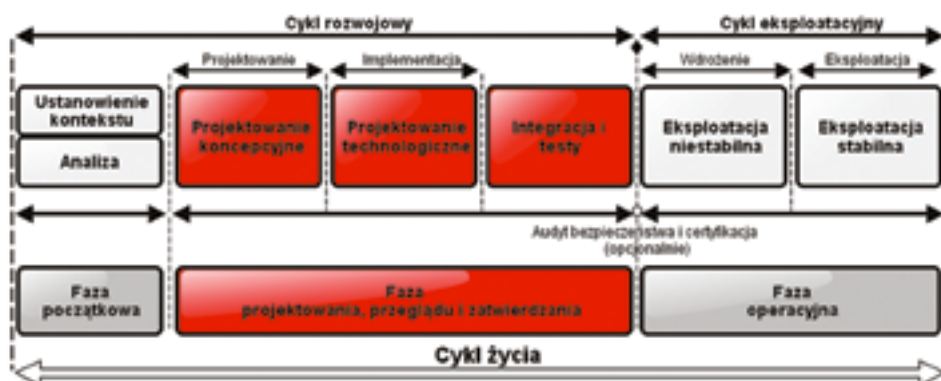 Cykl rozwojowy
Cykl eksploatacyjny
Projektowanie
Implementacja
Wdrożenie
Eksploatacja
Ustanowienie
kontekstu
Analiza
Projektowanie
koncepcyjne
Projektowanie
technologiczne
Integracja i
testy
Eksploatacja
niestabilna
Eksploatacja
stabilna
Audyt bezpieczeństwa i certyfikacja
(opcjonalnie)
Faza
początkowa
Faza
projektowania, przeglądu i zatwierdzania
Faza
operacyjna
Cykl życia